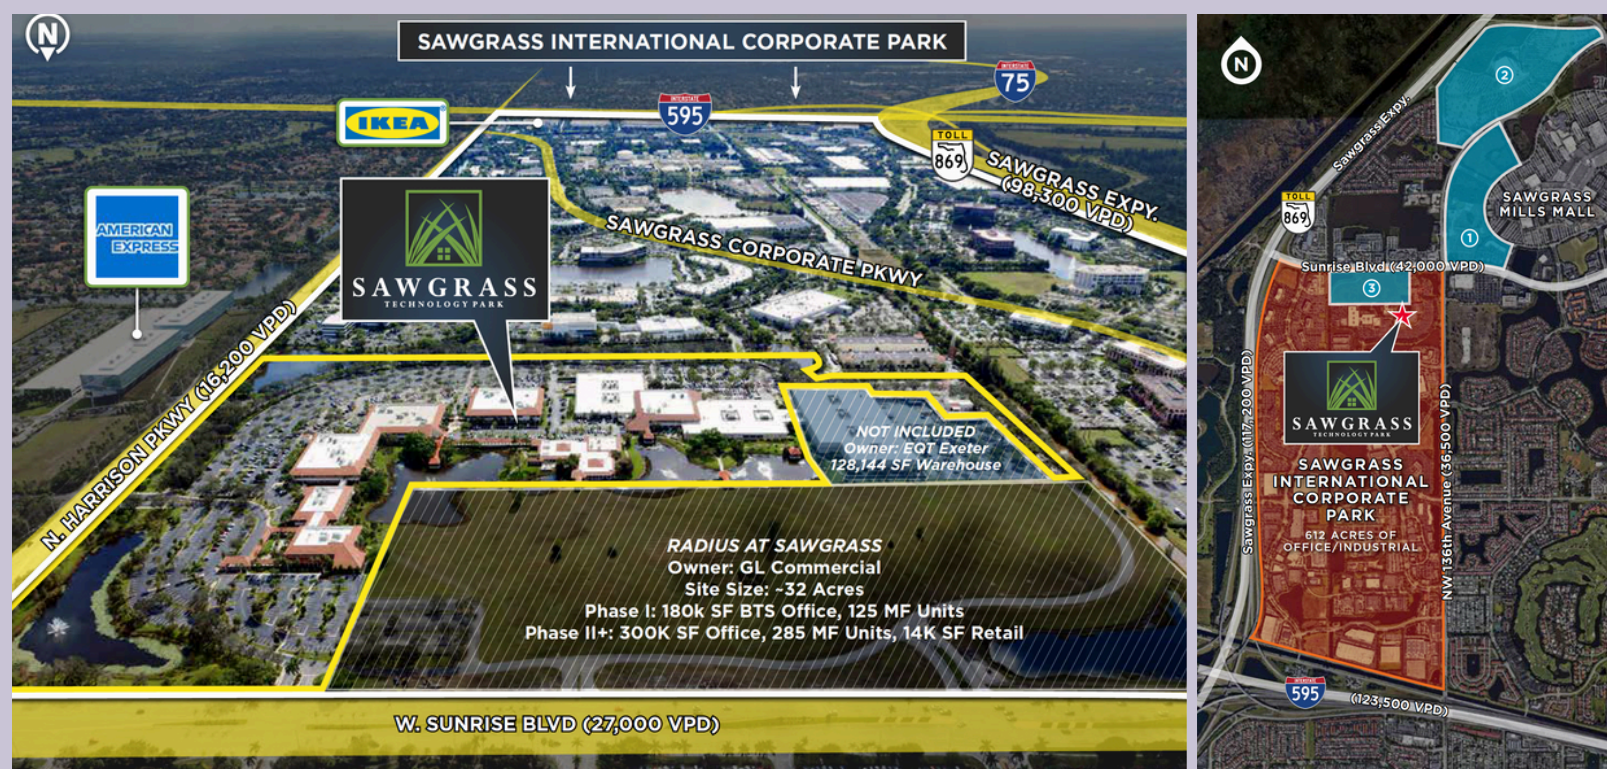 N
SAWGRASS INTERNATIONAL CORPORATE PARK
INTERSTATE
75
IKEA
INTERSTATE
595
TOLL
869
SAWGRASS EXPY.
(98,300 VPD)
AMERICAN
EXPRESS
SAWGRASS
TECHNOLOGY PARK
SAWGRASS CORPORATE PKWY
N. HARRISON PKWY (16,200 VPD)
NOT INCLUDED
Owner: EQT Exeter
128,144 SF Warehouse
RADIUS AT SAWGRASS
Owner: GL Commercial
Site Size: ~32 Acres
Phase I: 180k SF BTS Office, 125 MF Units
Phase II+: 300K SF Office, 285 MF Units, 14K SF Retail
W. SUNRISE BLVD (27,000 VPD)
N
2
Sawgrass Expy.
TOLL
869
SAWGRASS
MILLS MALL
1
Sunrise Blvd (42,000 VPD)
3
SAWGRASS
TECHNOLOGY PARK
Sawgrass Expy. (117,200 VPD)
NW 136th Avenue (36,500 VPD)
SAWGRASS
INTERNATIONAL
CORPORATE
PARK
612 ACRES OF
OFFICE/INDUSTRIAL
INTERSTATE
595
(123,500 VPD)